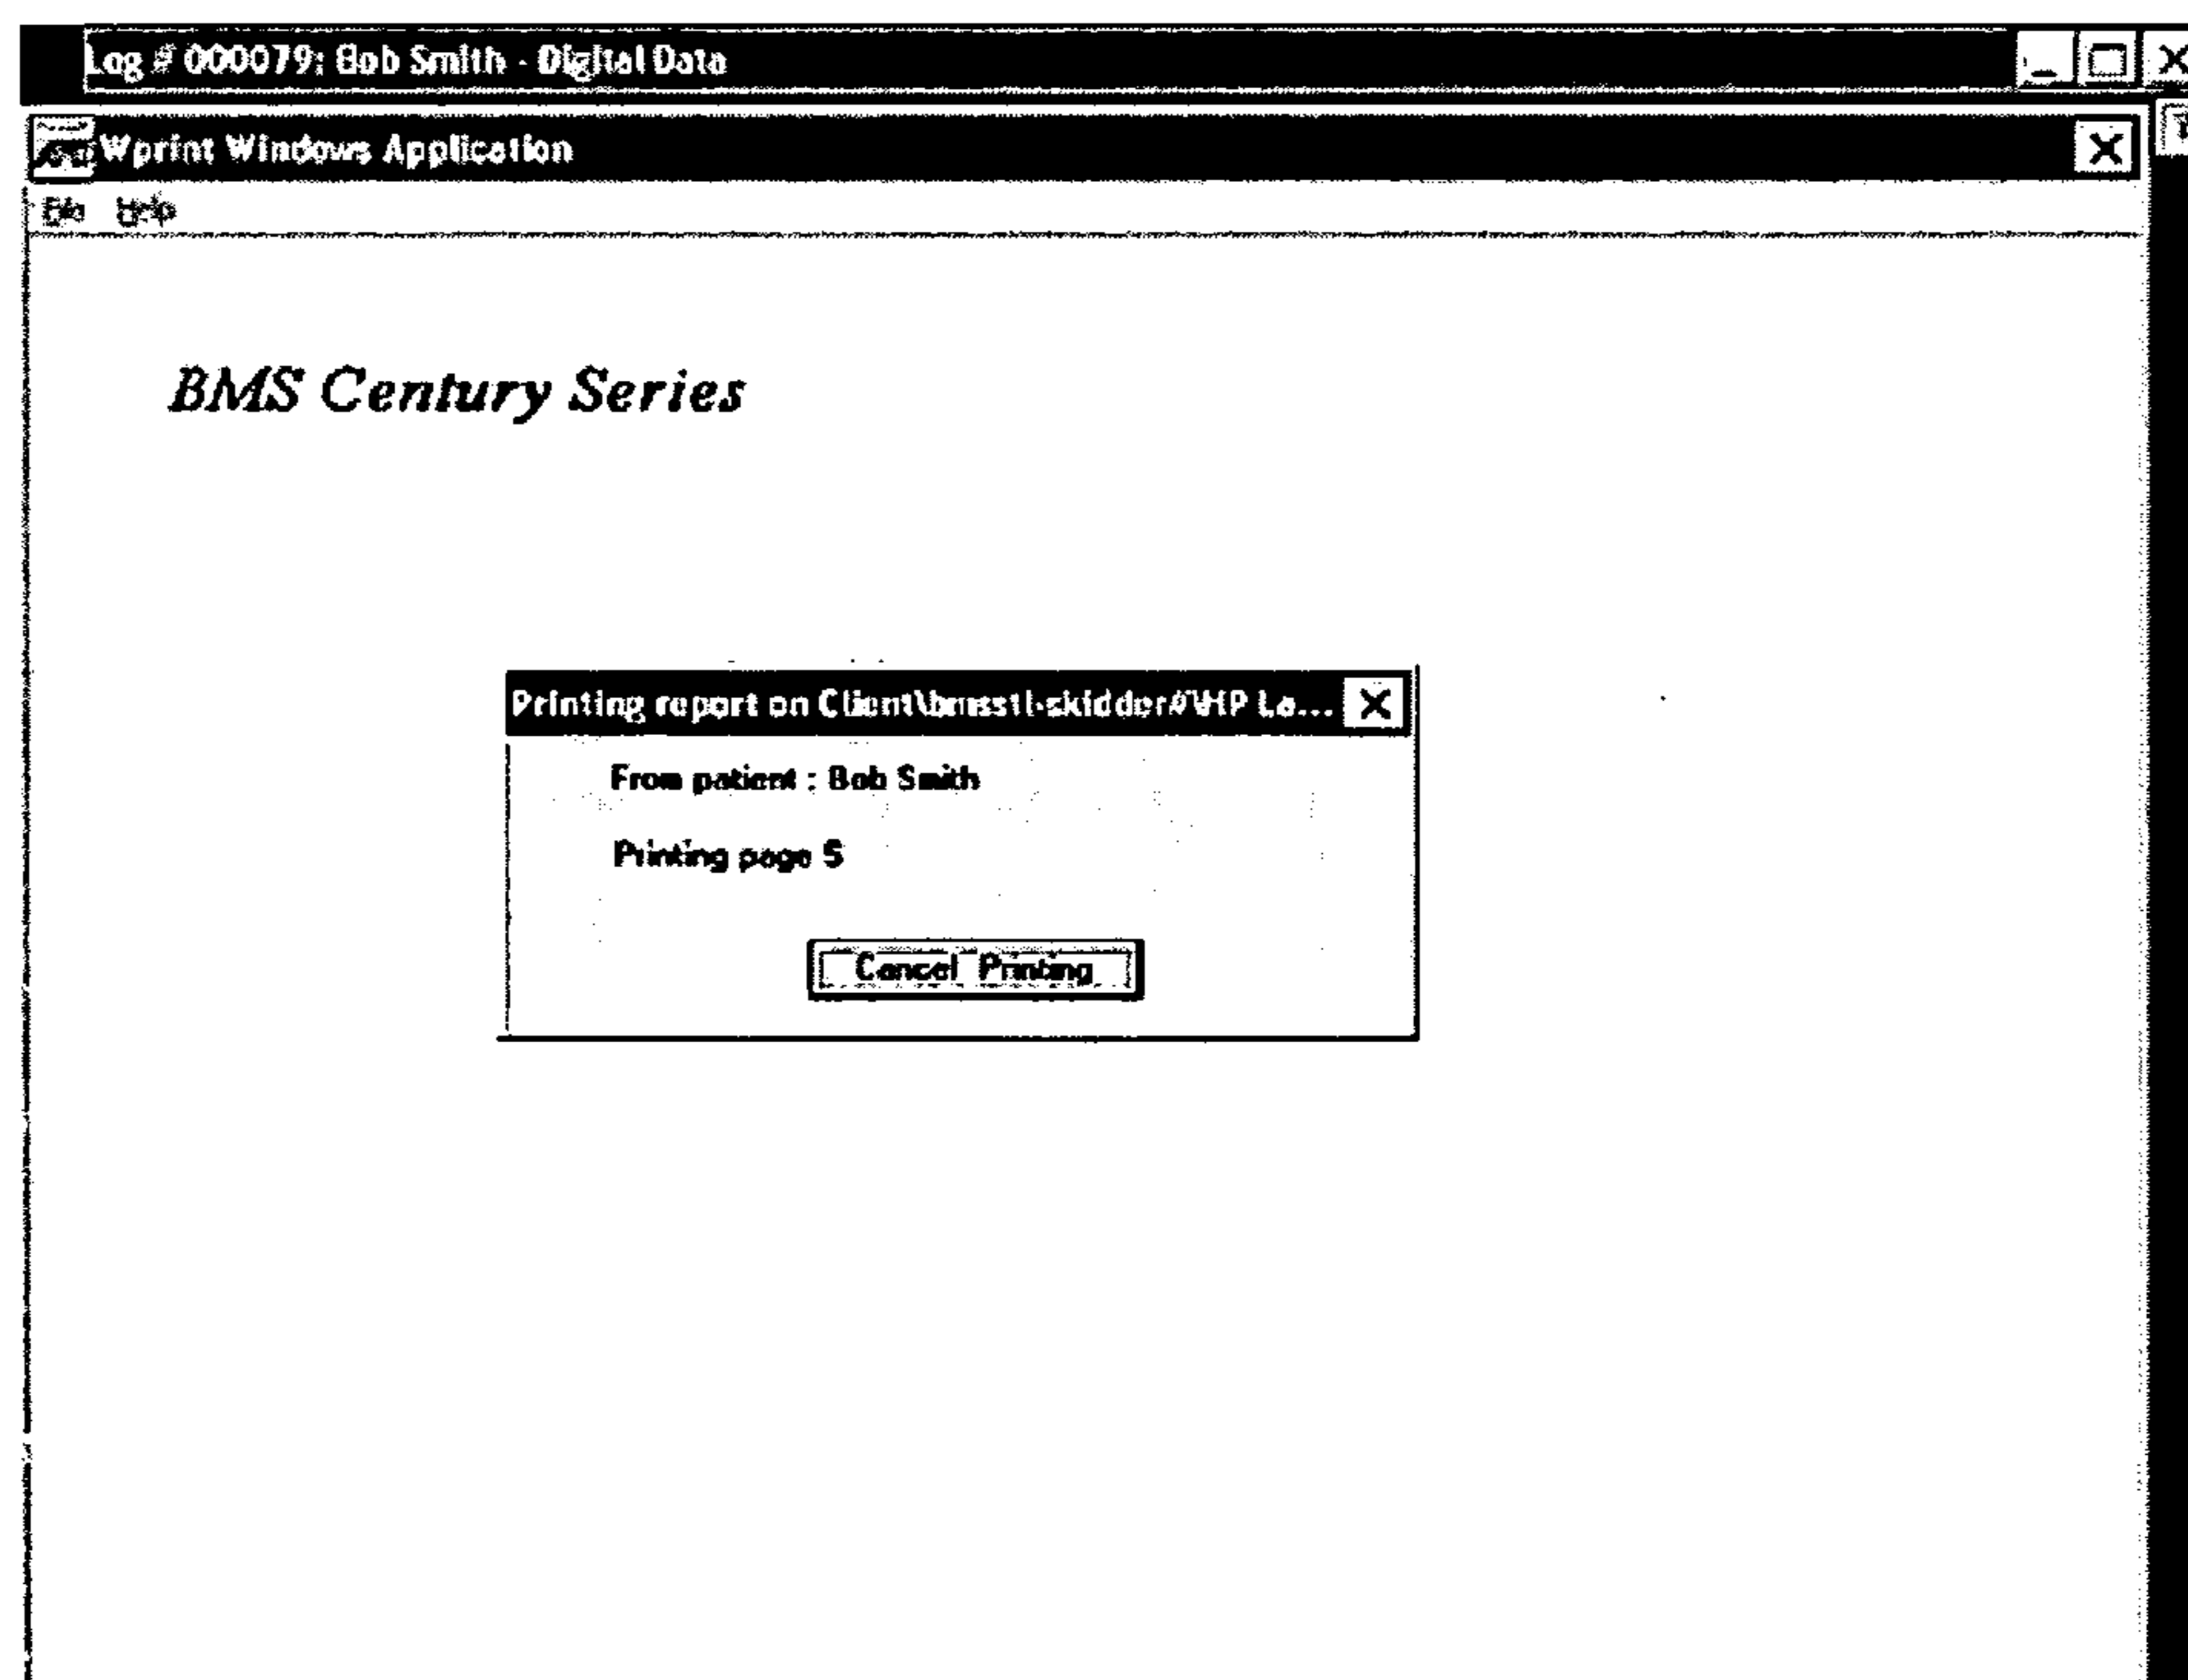 Log # 000079: Bob Smith - Digital Data
Wprint Windows Application
File Help
BMS Century Series
Printing report on Client\bmsstl-skidder#\HP La...
From patient : Bob Smith
Printing page 5
Cancel Printing